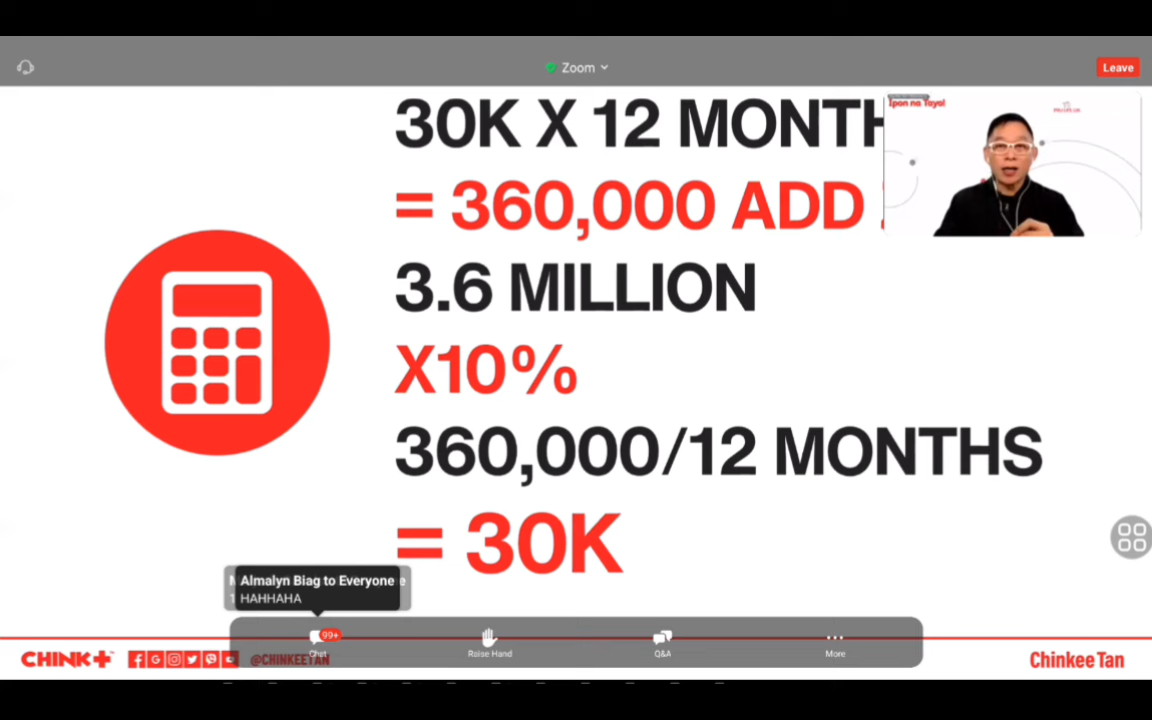 Zoom
Leave
30K X 12 MONTH
Ipon na Tayo!
= 360,000 ADD
3.6 MILLION
X10%
360,000/12 MONTHS
= 30K
Almalyn Biag to Everyone
HAHHAHA
99+
Chat
Raise Hand
Q&A
More
CHINK+
@CHINKEETAN
Chinkee Tan